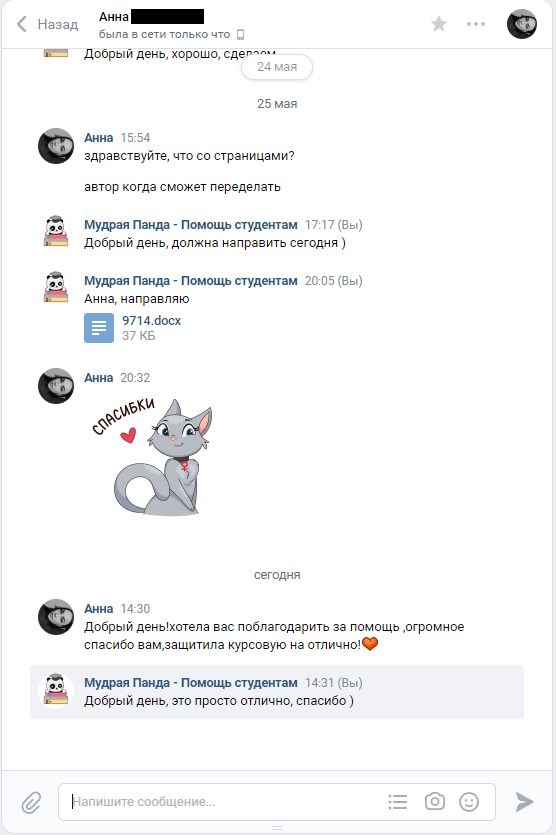 Назад
Анна
была в сети только что
Добрый день, хорошо, сделаем
24 мая
25 мая
Анна 15:54
здравствуйте, что со страницами?
автор когда сможет переделать
Мудрая Панда - Помощь студентам 17:17 (Вы)
Добрый день, должна направить сегодня )
Мудрая Панда - Помощь студентам 20:05 (Вы)
Анна, направляю
9714.docx
37 КБ
Анна 20:32
СПАСИБКИ
сегодня
Анна 14:30
Добрый день!хотела вас поблагодарить за помощь ,огромное
спасибо вам,защитила курсовую на отлично!
Мудрая Панда - Помощь студентам 14:31 (Вы)
Добрый день, это просто отлично, спасибо )
Напишите сообщение...